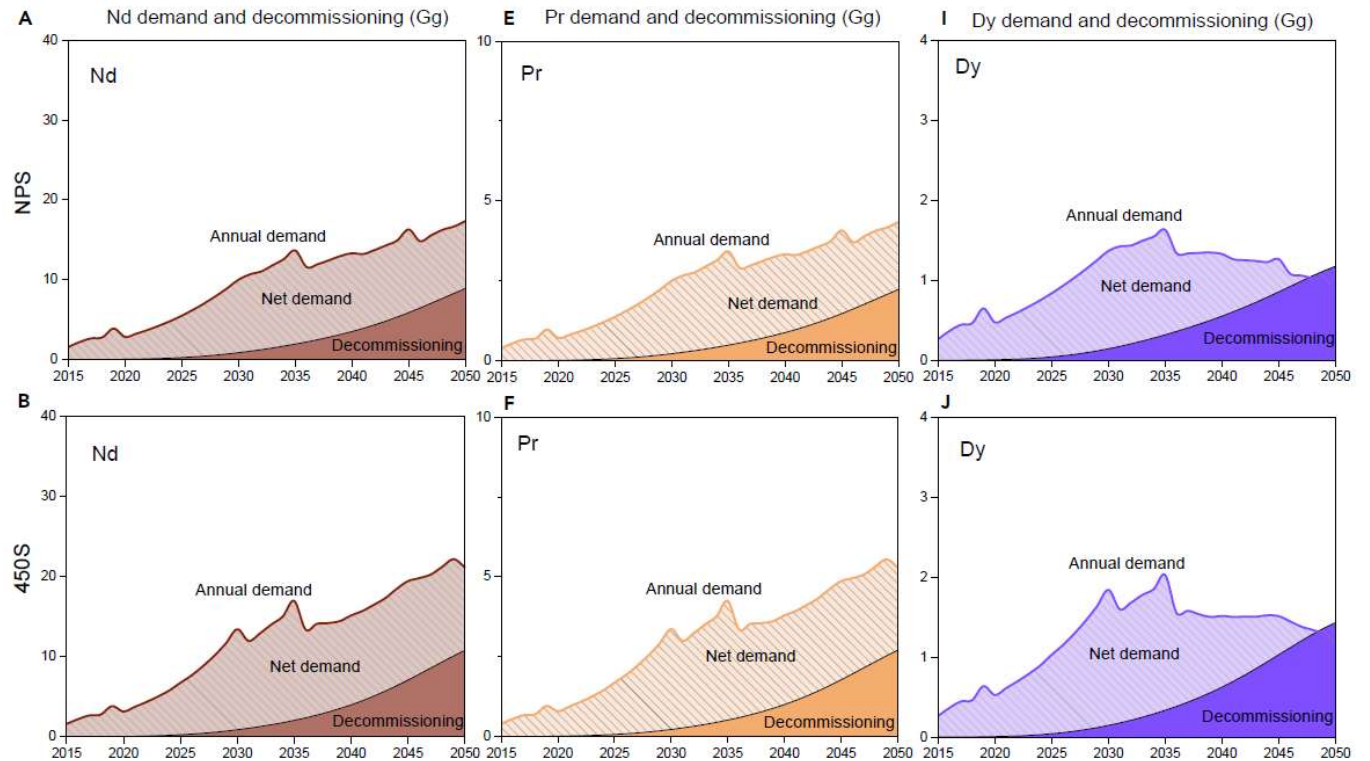 A Nd demand and decommissioning (Gg) E Pr demand and decommissioning (Gg) I Dy demand and decommissioning (Gg)
NPS
40
30
20
10
0
Nd
Annual demand
Net demand
Decommissioning
2015 2020 2025 2030 2035 2040 2045 2050
10
5
0
Pr
Annual demand
Net demand
Decommissioning
2015 2020 2025 2030 2035 2040 2045 2050
4
3
2
1
0
Dy
Annual demand
Net demand
Decommissioning
2015 2020 2025 2030 2035 2040 2045 2050
B F J
450S
40
30
20
10
0
Nd
Annual demand
Net demand
Decommissioning
2015 2020 2025 2030 2035 2040 2045 2050
10
5
0
Pr
Annual demand
Net demand
Decommissioning
2015 2020 2025 2030 2035 2040 2045 2050
4
3
2
1
0
Dy
Annual demand
Net demand
Decommissioning
2015 2020 2025 2030 2035 2040 2045 2050